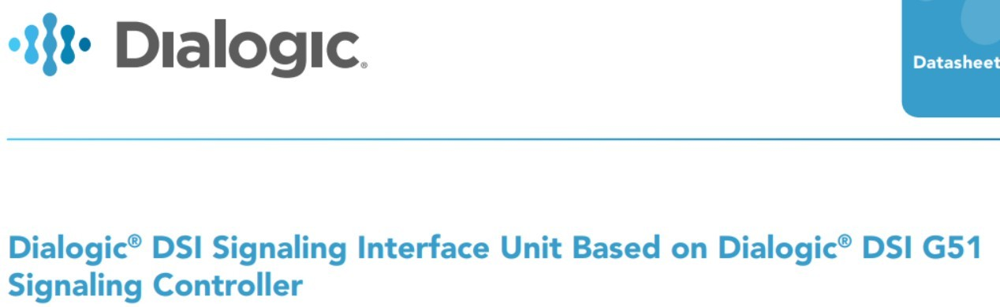 Dialogic®
Datasheet
Dialogic® DSI Signaling Interface Unit Based on Dialogic® DSI G51
Signaling Controller